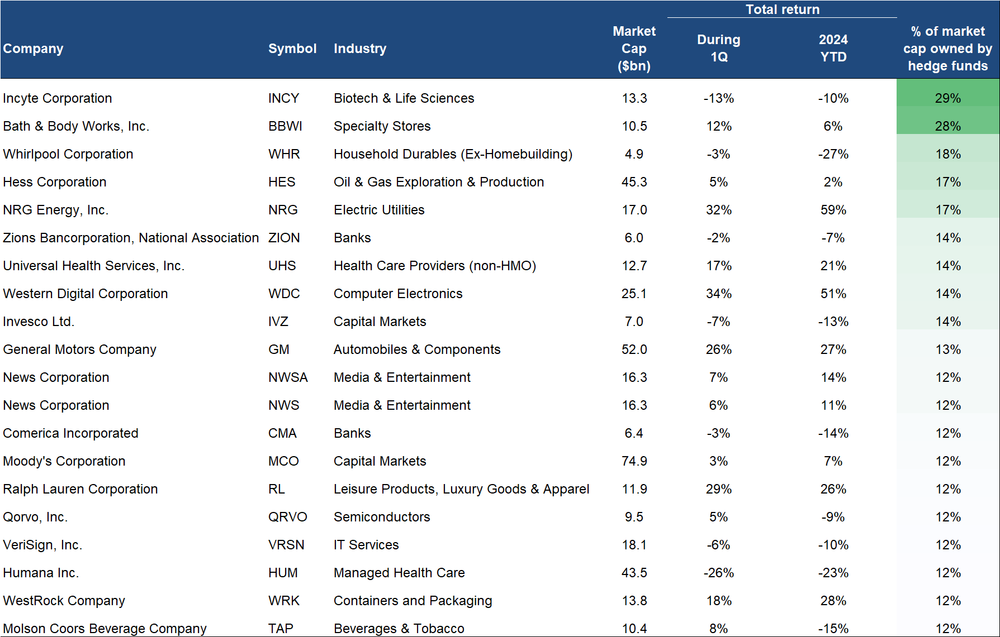 Total return
Company Symbol Industry Market Cap ($bn) During 1Q 2024 YTD % of market cap owned by hedge funds
Incyte Corporation INCY Biotech & Life Sciences 13.3 -13% -10% 29%
Bath & Body Works, Inc. BBWI Specialty Stores 10.5 12% 6% 28%
Whirlpool Corporation WHR Household Durables (Ex-Homebuilding) 4.9 -3% -27% 18%
Hess Corporation HES Oil & Gas Exploration & Production 45.3 5% 2% 17%
NRG Energy, Inc. NRG Electric Utilities 17.0 32% 59% 17%
Zions Bancorporation, National Association ZION Banks 6.0 -2% -7% 14%
Universal Health Services, Inc. UHS Health Care Providers (non-HMO) 12.7 17% 21% 14%
Western Digital Corporation WDC Computer Electronics 25.1 34% 51% 14%
Invesco Ltd. IVZ Capital Markets 7.0 -7% -13% 14%
General Motors Company GM Automobiles & Components 52.0 26% 27% 13%
News Corporation NWSA Media & Entertainment 16.3 7% 14% 12%
News Corporation NWS Media & Entertainment 16.3 6% 11% 12%
Comerica Incorporated CMA Banks 6.4 -3% -14% 12%
Moody's Corporation MCO Capital Markets 74.9 3% 7% 12%
Ralph Lauren Corporation RL Leisure Products, Luxury Goods & Apparel 11.9 29% 26% 12%
Qorvo, Inc. QRVO Semiconductors 9.5 5% -9% 12%
VeriSign, Inc. VRSN IT Services 18.1 -6% -10% 12%
Humana Inc. HUM Managed Health Care 43.5 -26% -23% 12%
WestRock Company WRK Containers and Packaging 13.8 18% 28% 12%
Molson Coors Beverage Company TAP Beverages & Tobacco 10.4 8% -15% 12%